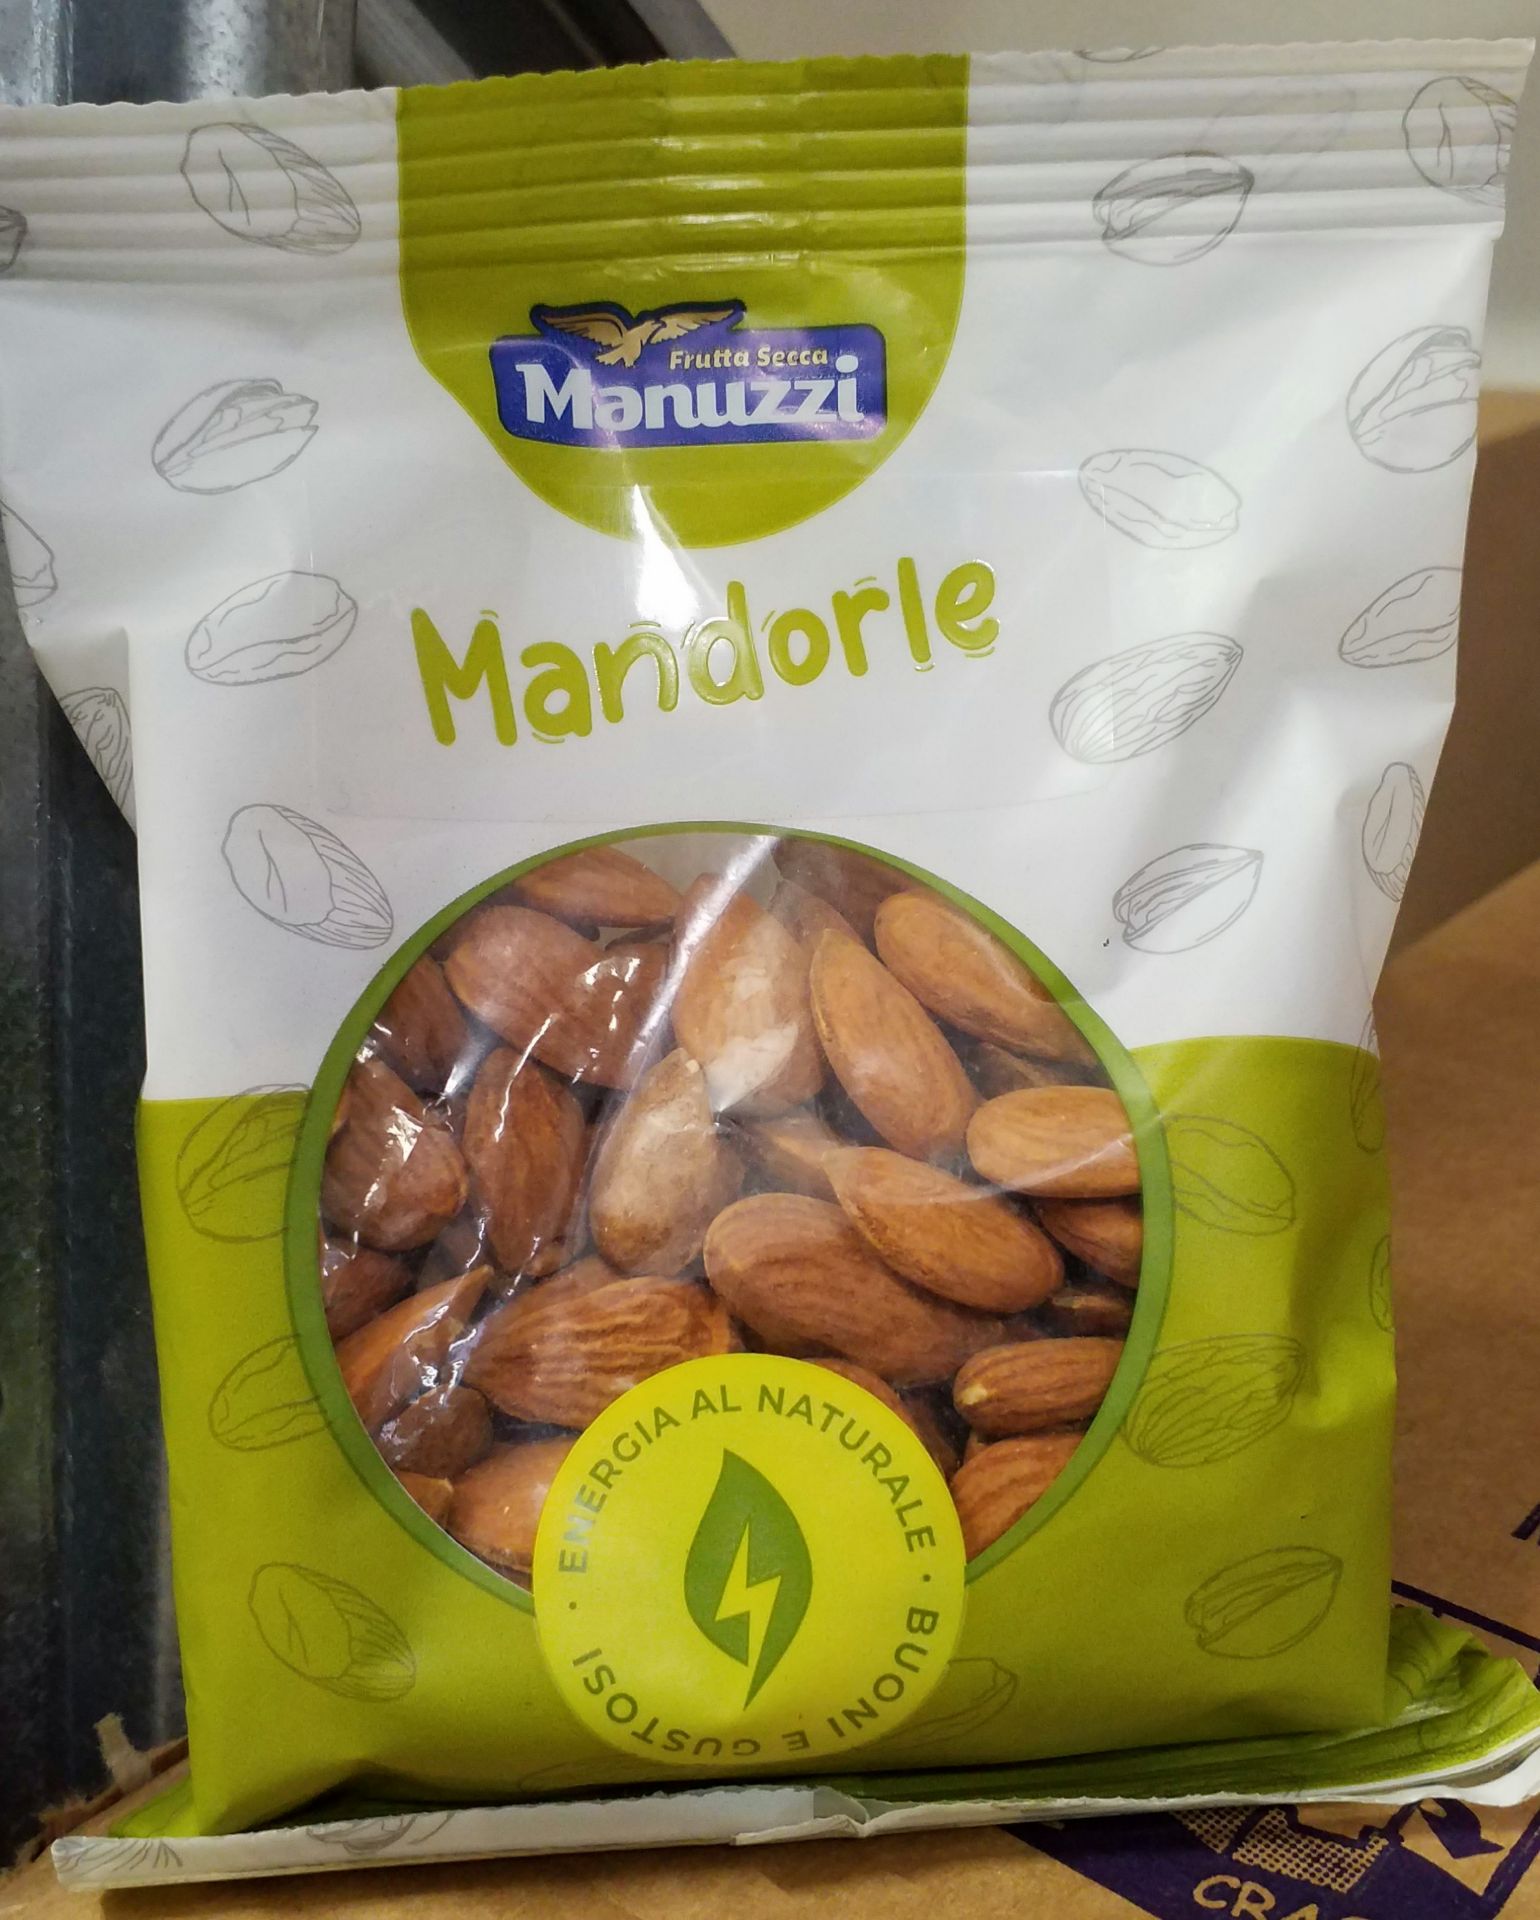 Frutta Secca
Manuzzi
Mandorle
ENERGIA AL NATURALE • BUONI E GUSTOSI •